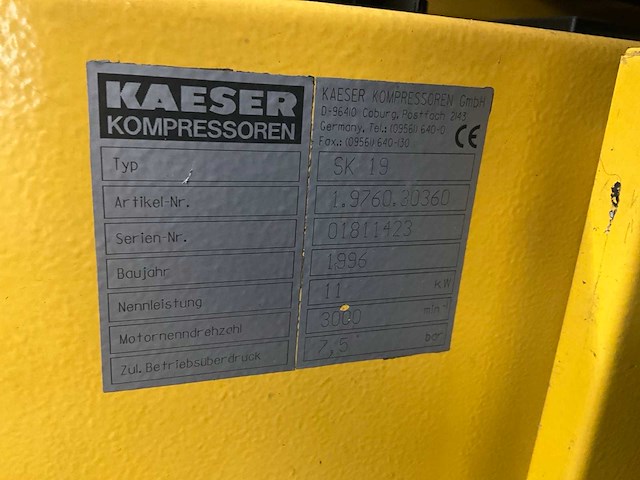 KAESER
KOMPRESSOREN
KAESER KOMPRESSOREN GmbH
D-96410 Coburg, Postfach 2143
Germany, Tel.: (09561) 640-0
Fax.: (09561) 640-130
CE
Typ SK 19
Artikel-Nr. 1.9760.20360
Serien-Nr. 01811423
Baujahr 1996
Nennleistung 11 kW
Motornenndrehzahl 3000 min⁻¹
Zul. Betriebsüberdruck 7,5 bar